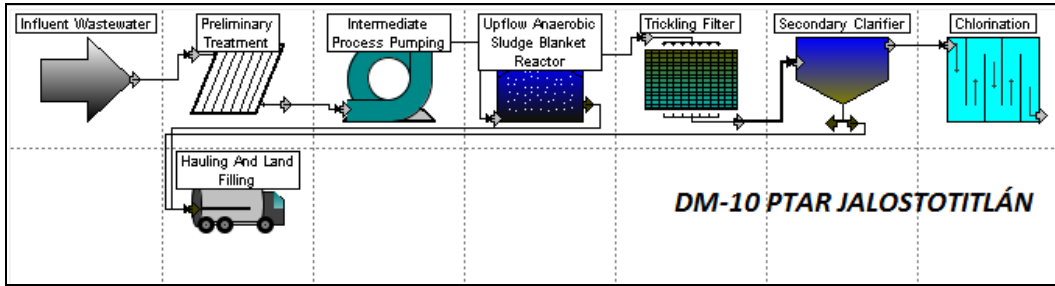 Influent Wastewater
Preliminary
Treatment
Intermediate
Process Pumping
Upflow Anaerobic
Sludge Blanket
Reactor
Trickling Filter
Secondary Clarifier
Chlorination
Hauling And Land
Filling
DM-10 PTAR JALOSTOTITLÁN